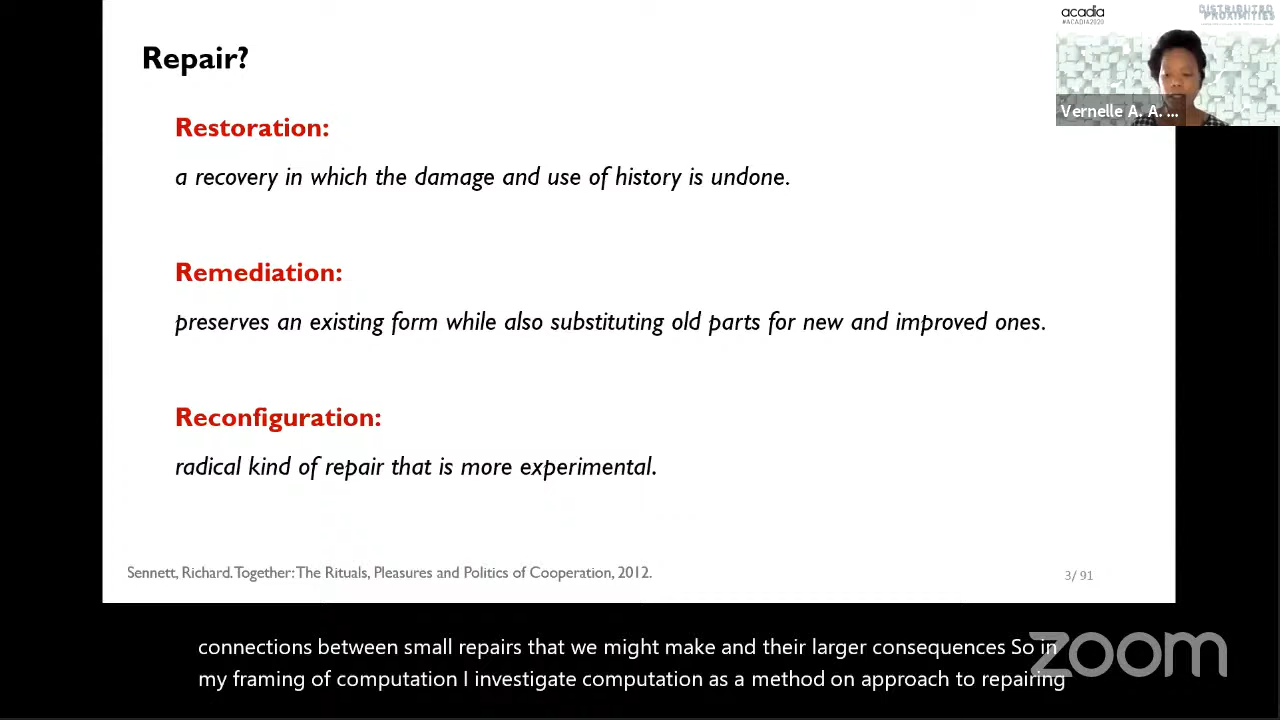 acadia
#ACADIA2020
DISTRIBUTED
PROXIMITIES
Vernelle A. A. ...
Repair?
Restoration:
a recovery in which the damage and use of history is undone.
Remediation:
preserves an existing form while also substituting old parts for new and improved ones.
Reconfiguration:
radical kind of repair that is more experimental.
Sennett, Richard. Together: The Rituals, Pleasures and Politics of Cooperation, 2012.
3/ 91
connections between small repairs that we might make and their larger consequences So in
my framing of computation I investigate computation as a method on approach to repairing
zoom